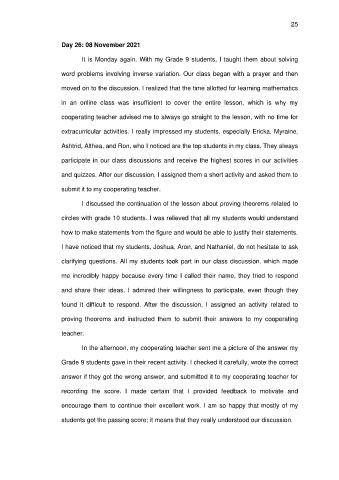 25
Day 26: 08 November 2021
It is Monday again. With my Grade 9 students, I taught them about solving
word problems involving inverse variation. Our class began with a prayer and then
moved on to the discussion. I realized that the time allotted for learning mathematics
in an online class was insufficient to cover the entire lesson, which is why my
cooperating teacher advised me to always go straight to the lesson, with no time for
extracurricular activities. I really impressed my students, especially Ericka, Myraine,
Ashtrid, Althea, and Ron, who I noticed are the top students in my class. They always
participate in our class discussions and receive the highest scores in our activities
and quizzes. After our discussion, I assigned them a short activity and asked them to
submit it to my cooperating teacher.
I discussed the continuation of the lesson about proving theorems related to
circles with grade 10 students. I was relieved that all my students would understand
how to make statements from the figure and would be able to justify their statements.
I have noticed that my students, Joshua, Aron, and Nathaniel, do not hesitate to ask
clarifying questions. All my students took part in our class discussion, which made
me incredibly happy because every time I called their name, they tried to respond
and share their ideas. I admired their willingness to participate, even though they
found it difficult to respond. After the discussion, I assigned an activity related to
proving theorems and instructed them to submit their answers to my cooperating
teacher.
In the afternoon, my cooperating teacher sent me a picture of the answer my
Grade 9 students gave in their recent activity. I checked it carefully, wrote the correct
answer if they got the wrong answer, and submitted it to my cooperating teacher for
recording the score. I made certain that I provided feedback to motivate and
encourage them to continue their excellent work. I am so happy that mostly of my
students got the passing score; it means that they really understood our discussion.